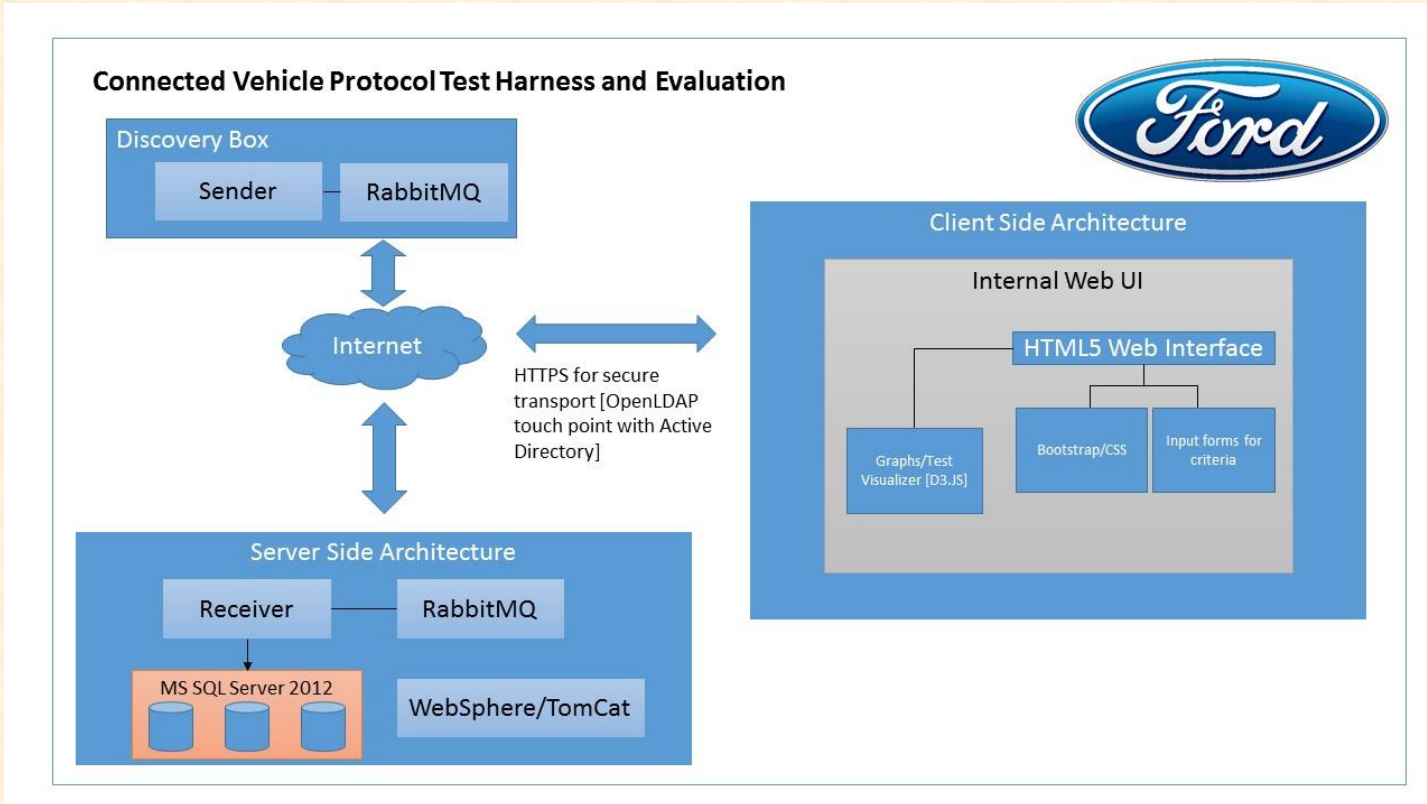 Connected Vehicle Protocol Test Harness and Evaluation
Ford
Discovery Box
Sender
RabbitMQ
Internet
HTTPS for secure
transport [OpenLDAP
touch point with Active
Directory]
Client Side Architecture
Internal Web UI
HTML5 Web Interface
Graphs/Test
Visualizer [D3.JS]
Bootstrap/CSS
Input forms for
criteria
Server Side Architecture
Receiver
RabbitMQ
MS SQL Server 2012
WebSphere/TomCat